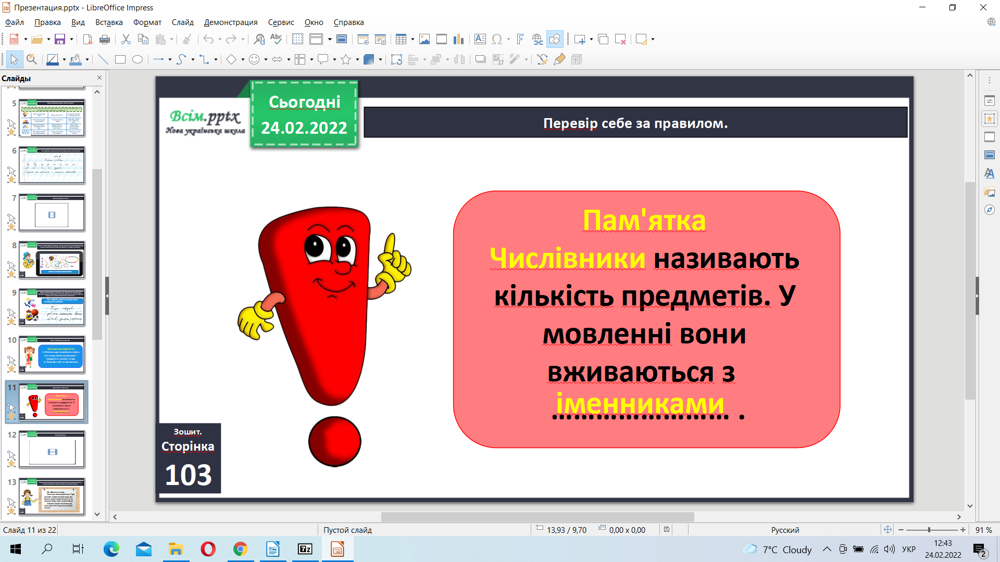 Презентация.pptx - LibreOffice Impress
Файл Правка Вид Вставка Формат Слайд Демонстрация Сервис Окно Справка
Слайды
5
6
7
8
9
10
11
12
13
Всім.pptx
Нова українська школа
Сьогодні
24.02.2022
Перевір себе за правилом.
Пам'ятка
Числівники називають
кількість предметів. У
мовленні вони
вживаються з
іменниками
........................ .
Зошит.
Сторінка
103
Слайд 11 из 22
Пустой слайд
13,93 / 9,70
0,00 x 0,00
Русский
91 %
7°C Cloudy
УКР
12:43
24.02.2022
2